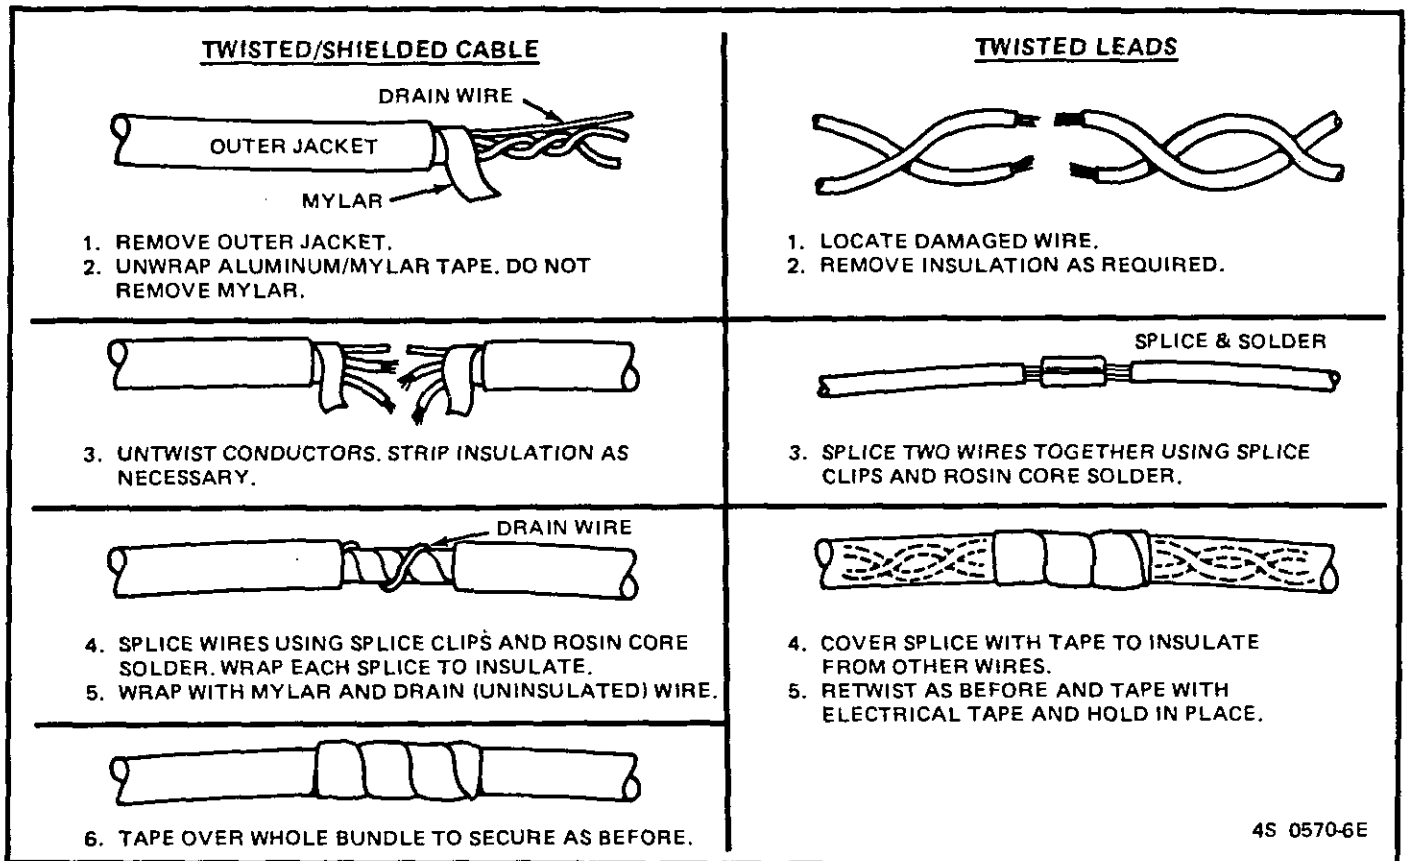 TWISTED/SHIELDED CABLE
DRAIN WIRE
OUTER JACKET
MYLAR
1. REMOVE OUTER JACKET.
2. UNWRAP ALUMINUM/MYLAR TAPE. DO NOT
REMOVE MYLAR.
3. UNTWIST CONDUCTORS. STRIP INSULATION AS
NECESSARY.
DRAIN WIRE
4. SPLICE WIRES USING SPLICE CLIPS AND ROSIN CORE
SOLDER. WRAP EACH SPLICE TO INSULATE.
5. WRAP WITH MYLAR AND DRAIN (UNINSULATED) WIRE.
6. TAPE OVER WHOLE BUNDLE TO SECURE AS BEFORE.
TWISTED LEADS
1. LOCATE DAMAGED WIRE.
2. REMOVE INSULATION AS REQUIRED.
SPLICE & SOLDER
3. SPLICE TWO WIRES TOGETHER USING SPLICE
CLIPS AND ROSIN CORE SOLDER.
4. COVER SPLICE WITH TAPE TO INSULATE
FROM OTHER WIRES.
5. RETWIST AS BEFORE AND TAPE WITH
ELECTRICAL TAPE AND HOLD IN PLACE.
4S 0570-6E